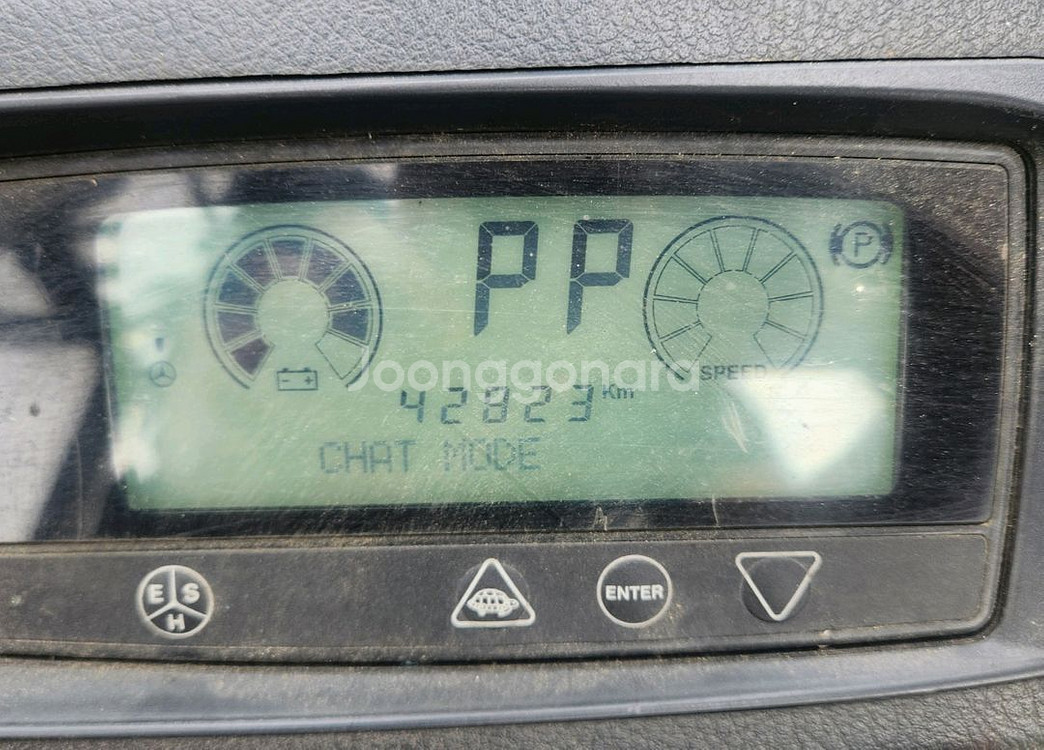 PP
P
SPEED
42823 Km
CHAT MODE
Joonggonara
E S
H
ENTER